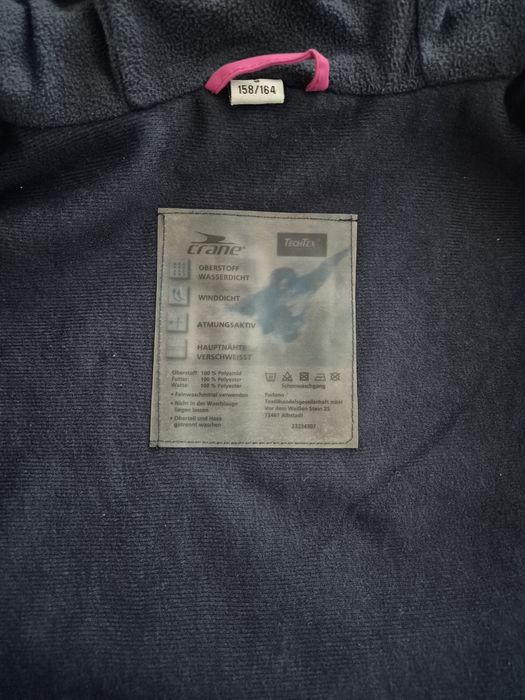 158/164
crane®
TECHTEX
OBERSTOFF
WASSERDICHT
WINDDICHT
ATMUNGSAKTIV
HAUPTNÄHTE
VERSCHWEISST
Oberstoff: 100 % Polyamid
Futter: 100 % Polyester
Watte: 100 % Polyester
• Feinwaschmittel verwenden
• Nicht in der Waschlauge
liegen lassen
• Oberteil und Hose
getrennt waschen
Schonwaschgang
Textilhandelsgesellschaft mbH
Vor dem Weißen Stein 25
72461 Albstadt